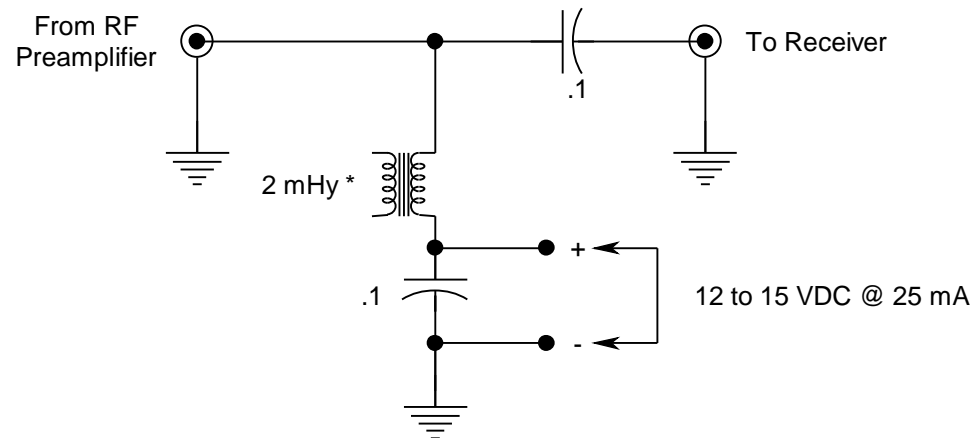 From RF
Preamplifier
To Receiver
.1
2 mHy *
+
.1
12 to 15 VDC @ 25 mA
-